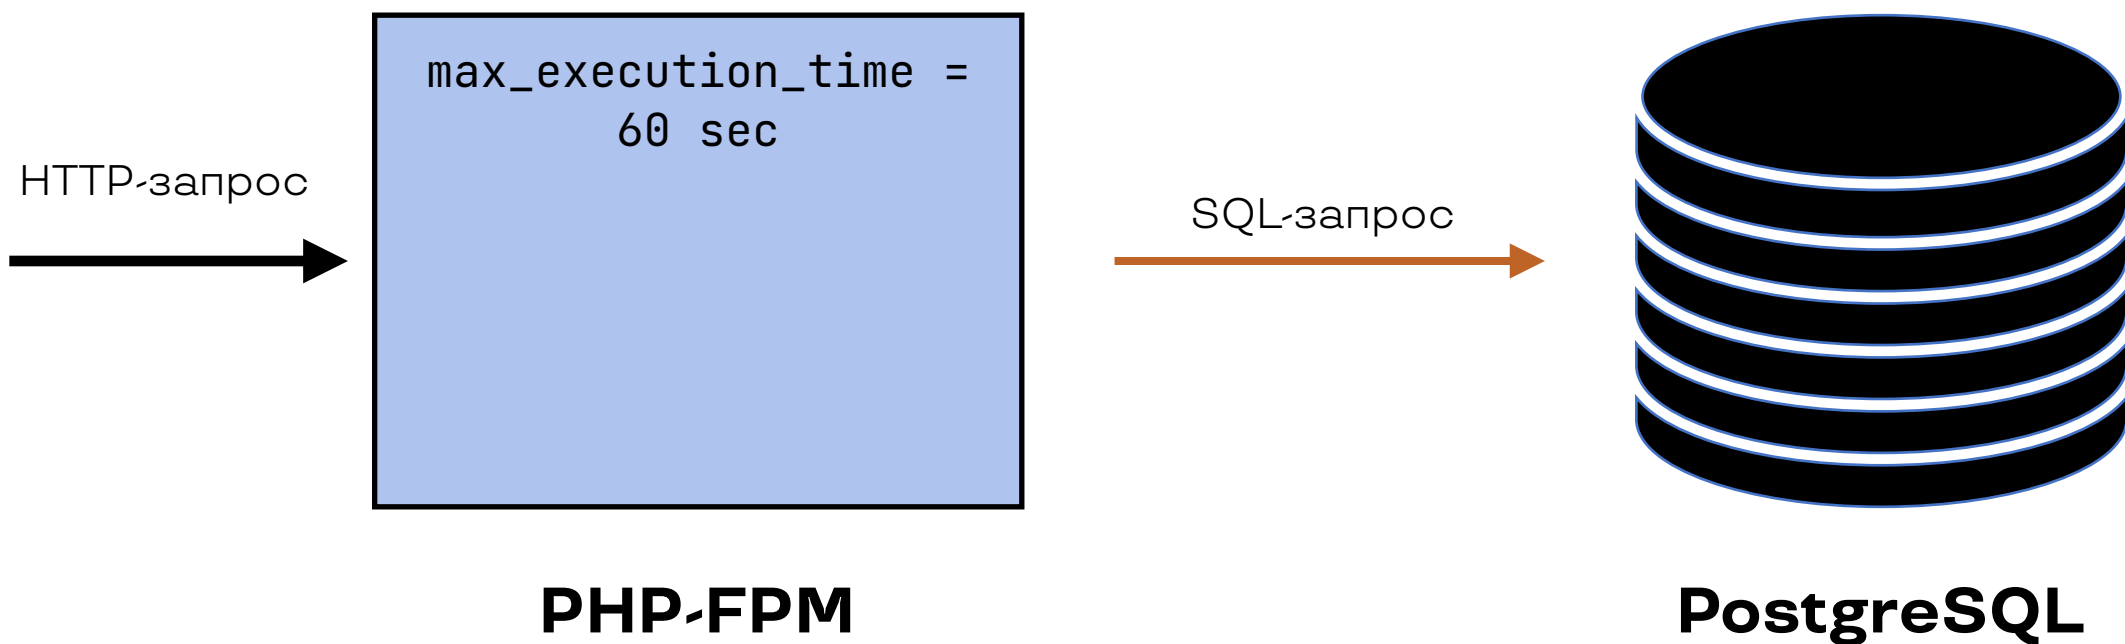 max_execution_time =
60 sec
HTTP-запрос
SQL-запрос
PHP-FPM
PostgreSQL